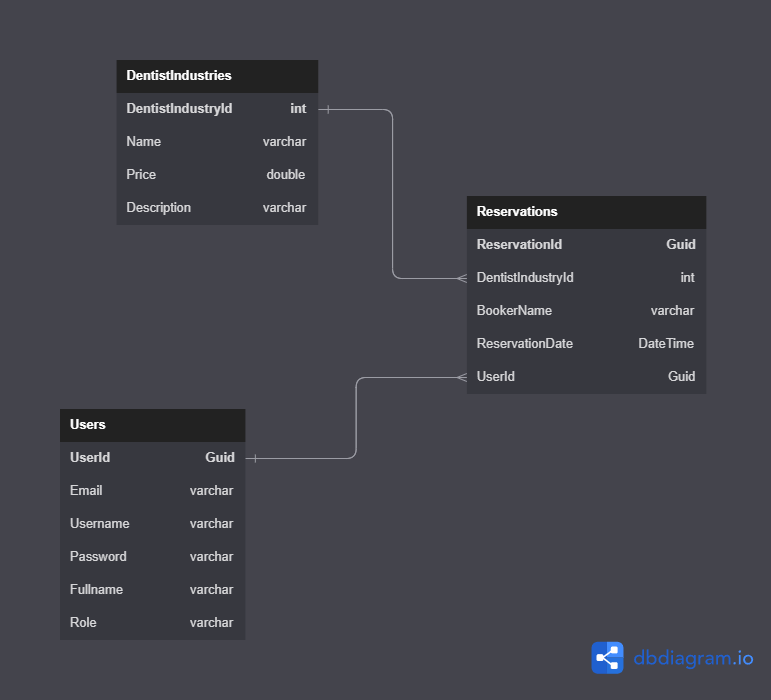 DentistIndustries
DentistIndustryId int
Name varchar
Price double
Description varchar
Reservations
ReservationId Guid
DentistIndustryId int
BookerName varchar
ReservationDate DateTime
UserId Guid
Users
UserId Guid
Email varchar
Username varchar
Password varchar
Fullname varchar
Role varchar
dbdiagram.io